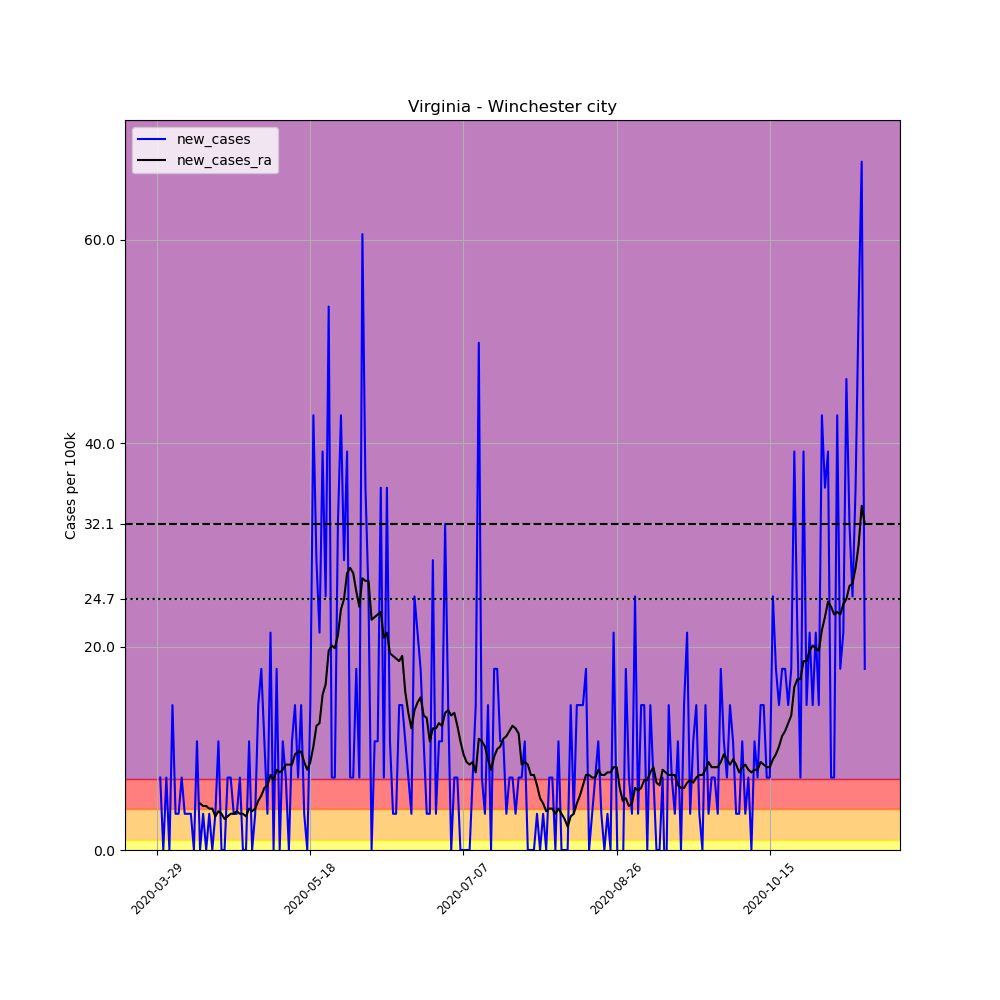 Virginia - Winchester city
new_cases
new_cases_ra
Cases per 100k
60.0
40.0
32.1
24.7
20.0
0.0
2020-03-29
2020-05-18
2020-07-07
2020-08-26
2020-10-15